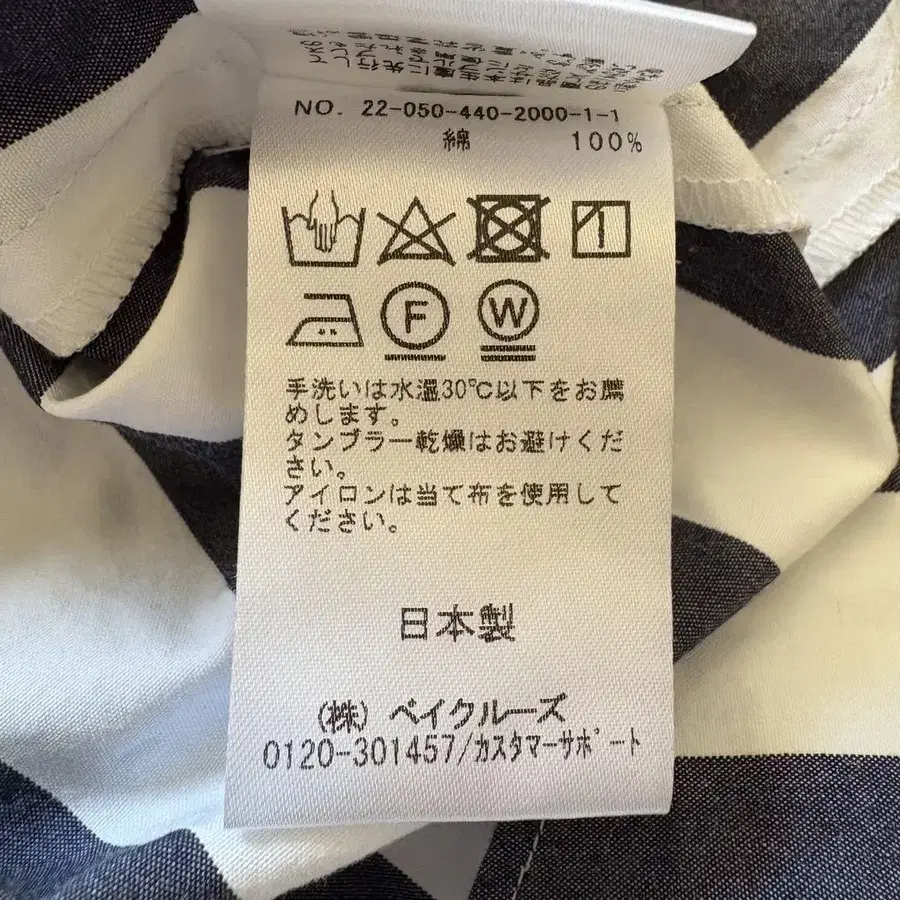 NO. 22-050-440-2000-1-1
綿 100%
F W
手洗いは水温30℃以下をお薦
めします。
タンブラー乾燥はお避けくだ
さい。
アイロンは当て布を使用して
ください。
日本製
(株) ベイクルーズ
0120-301457/カスタマーサポート